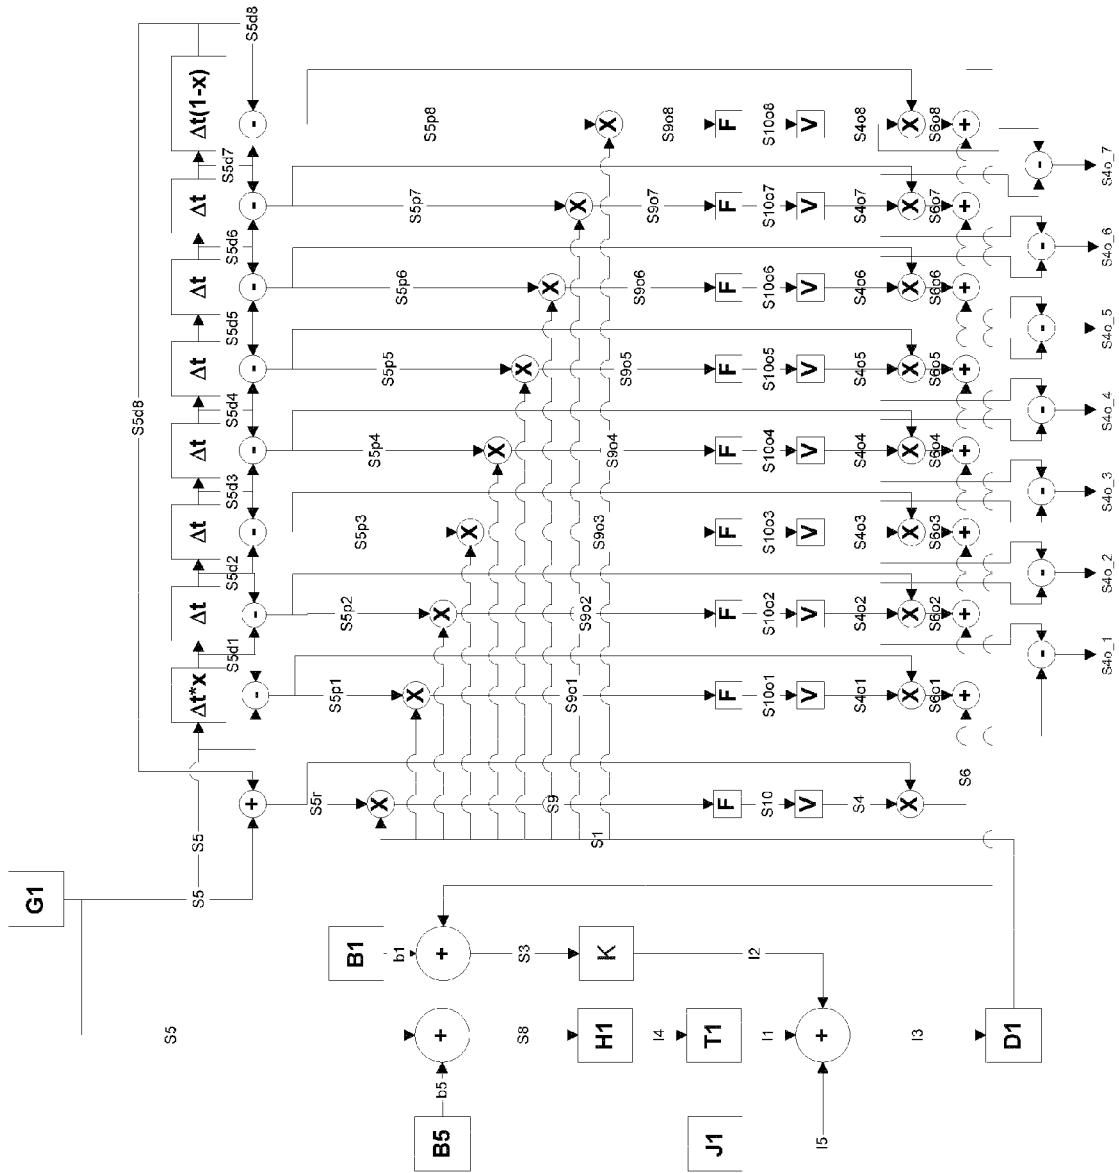 S5d8
Δt*x Δt Δt Δt Δt Δt Δt Δt(1-x)
S5d1 S5d2 S5d3 S5d4 S5d5 S5d6 S5d7 S5d8
+ - - - - - - - -
G1
S5
S5
S5
S5r S5p1 S5p2 S5p3 S5p4 S5p5 S5p6 S5p7 S5p8
X X X X X X X X X
S9 S9o1 S9o2 S9o3 S9o4 S9o5 S9o6 S9o7 S9o8
S1
F F F F F F F F F
S10 S10o1 S10o2 S10o3 S10o4 S10o5 S10o6 S10o7 S10o8
V V V V V V V V V
S4 S4o1 S4o2 S4o3 S4o4 S4o5 S4o6 S4o7 S4o8
X X X X X X X X X
S6 S6o1 S6o2 S6o3 S6o4 S6o5 S6o6 S6o7 S6o8
+ + + + + + + +
- - - - - - -
S4o_1 S4o_2 S4o_3 S4o_4 S4o_5 S4o_6 S4o_7
B1
b1
+
S3
K
I2
B5
b5
+
S8
H1
I4
T1
I1
+
I3
D1
J1
I5